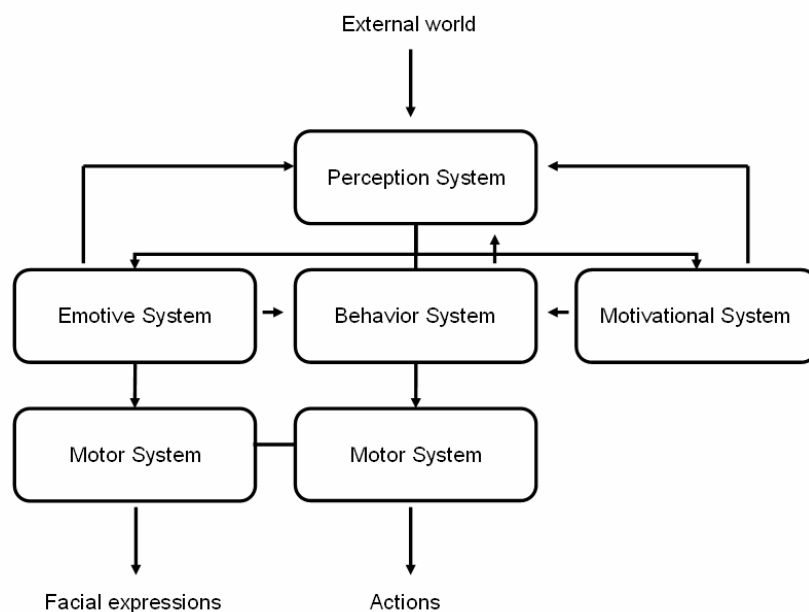 External world
Perception System
Emotive System
Behavior System
Motivational System
Motor System
Motor System
Facial expressions
Actions